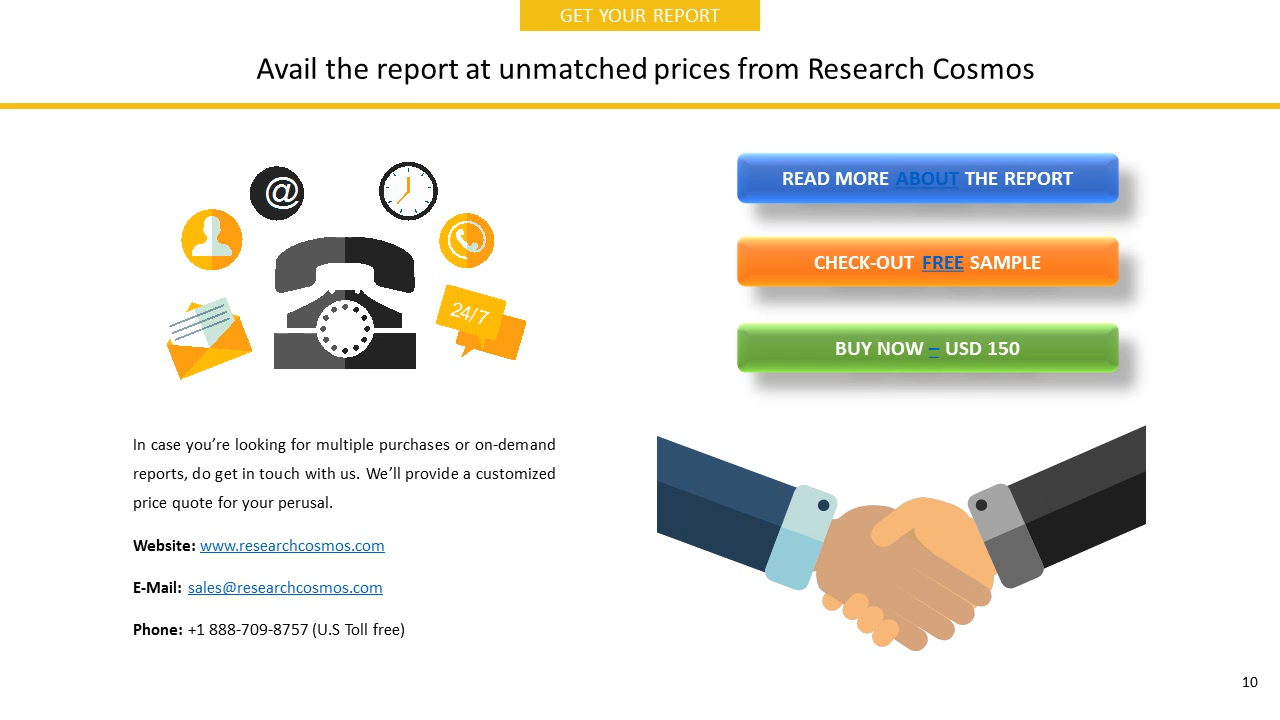 GET YOUR REPORT
Avail the report at unmatched prices from Research Cosmos
@
24/7
READ MORE ABOUT THE REPORT
CHECK-OUT FREE SAMPLE
BUY NOW – USD 150
In case you’re looking for multiple purchases or on-demand
reports, do get in touch with us. We’ll provide a customized
price quote for your perusal.
Website: www.researchcosmos.com
E-Mail: sales@researchcosmos.com
Phone: +1 888-709-8757 (U.S Toll free)
10